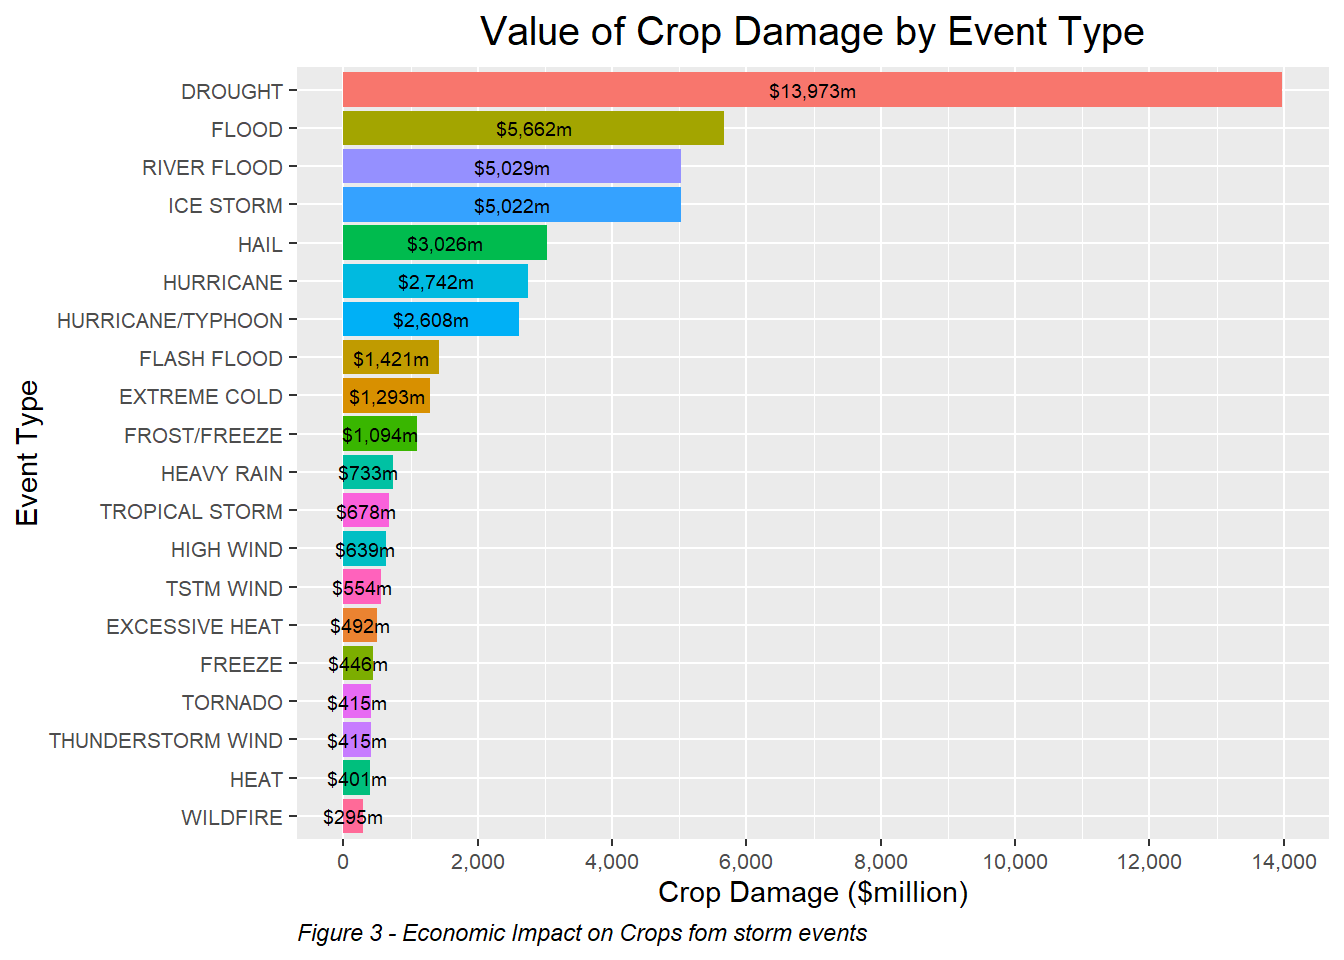 Value of Crop Damage by Event Type
Event Type
DROUGHT $13,973m
FLOOD $5,662m
RIVER FLOOD $5,029m
ICE STORM $5,022m
HAIL $3,026m
HURRICANE $2,742m
HURRICANE/TYPHOON $2,608m
FLASH FLOOD $1,421m
EXTREME COLD $1,293m
FROST/FREEZE $1,094m
HEAVY RAIN $733m
TROPICAL STORM $678m
HIGH WIND $639m
TSTM WIND $554m
EXCESSIVE HEAT $492m
FREEZE $446m
TORNADO $415m
THUNDERSTORM WIND $415m
HEAT $401m
WILDFIRE $295m
0 2,000 4,000 6,000 8,000 10,000 12,000 14,000
Crop Damage ($million)
Figure 3 - Economic Impact on Crops fom storm events